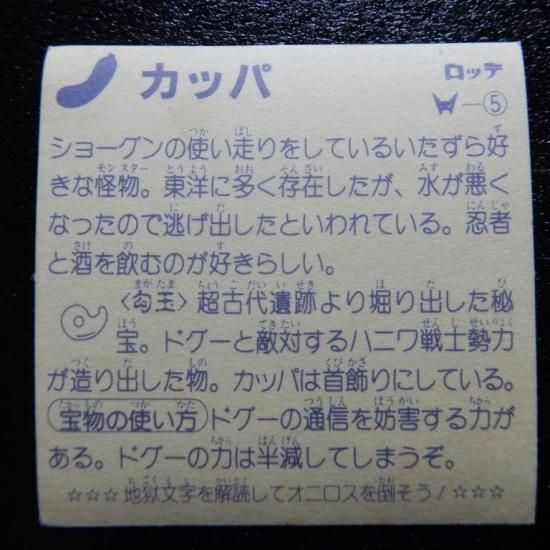 カッパ
ロッテ
―⑤
ショーグンの使い走りをしているいたずら好
きな怪物。東洋に多く存在したが、水が悪く
なったので逃げ出したといわれている。忍者
と酒を飲むのが好きらしい。
〈勾玉〉超古代遺跡より掘り出した秘
宝。ドグーと敵対するハニワ戦士勢力
が造り出した物。カッパは首飾りにしている。
宝物の使い方 ドグーの通信を妨害する力が
ある。ドグーの力は半減してしまうぞ。
☆☆☆地獄文字を解読してオニロスを倒そう!☆☆☆